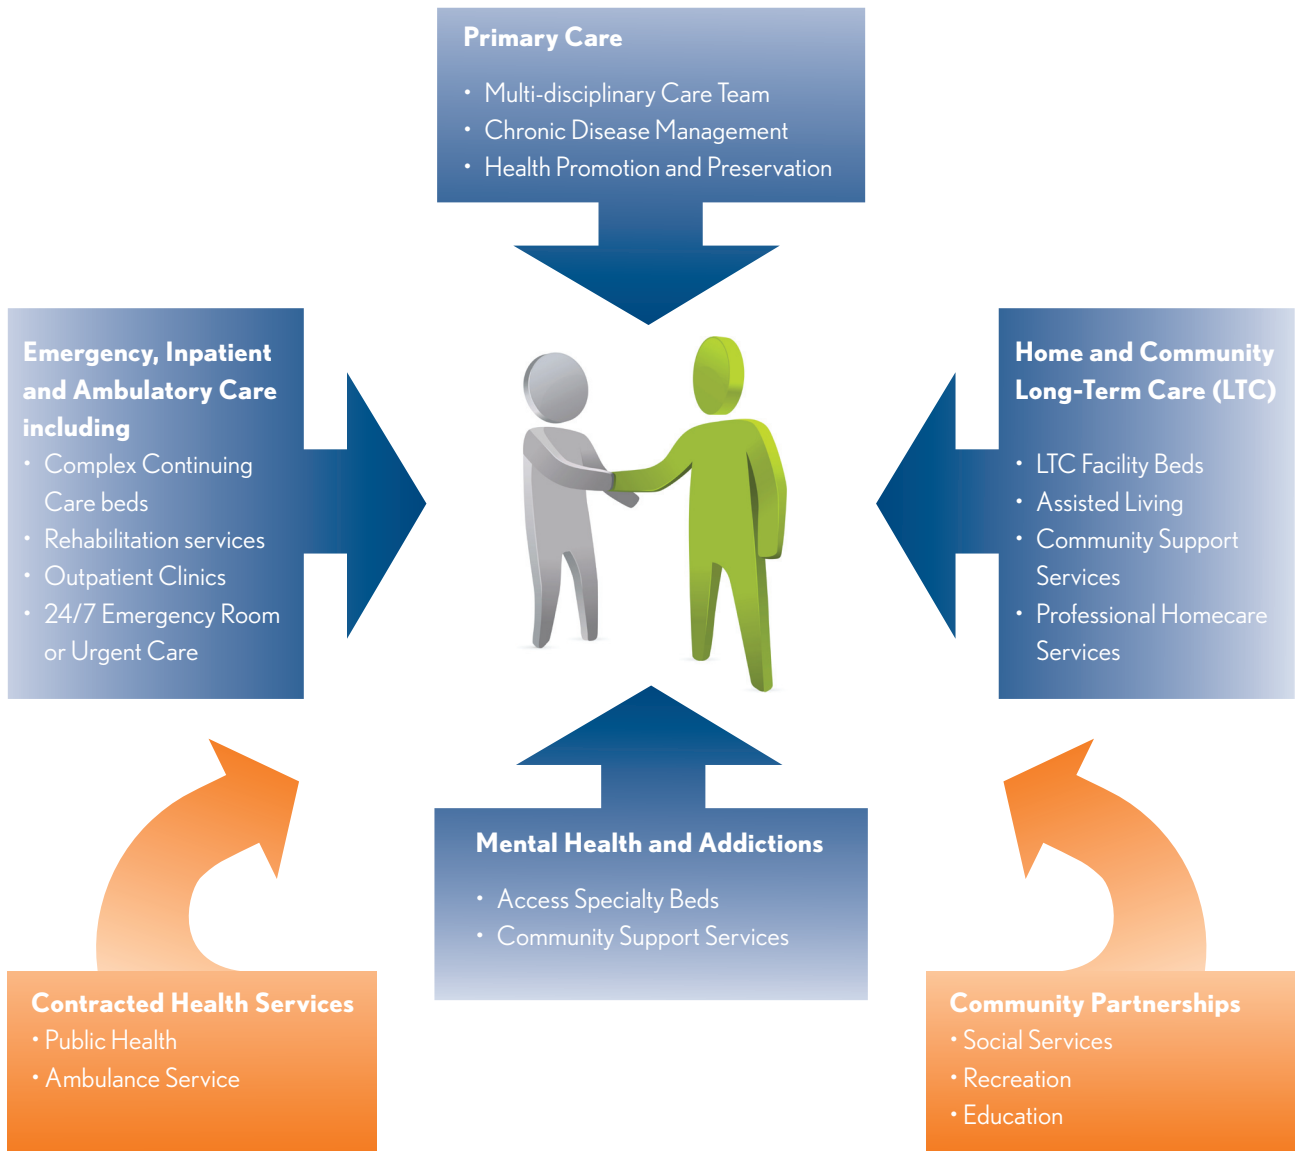 Primary Care
• Multi-disciplinary Care Team
• Chronic Disease Management
• Health Promotion and Preservation
Emergency, Inpatient
and Ambulatory Care
including
• Complex Continuing
Care beds
• Rehabilitation services
• Outpatient Clinics
• 24/7 Emergency Room
or Urgent Care
Home and Community
Long-Term Care (LTC)
• LTC Facility Beds
• Assisted Living
• Community Support
Services
• Professional Homecare
Services
Mental Health and Addictions
• Access Specialty Beds
• Community Support Services
Contracted Health Services
• Public Health
• Ambulance Service
Community Partnerships
• Social Services
• Recreation
• Education